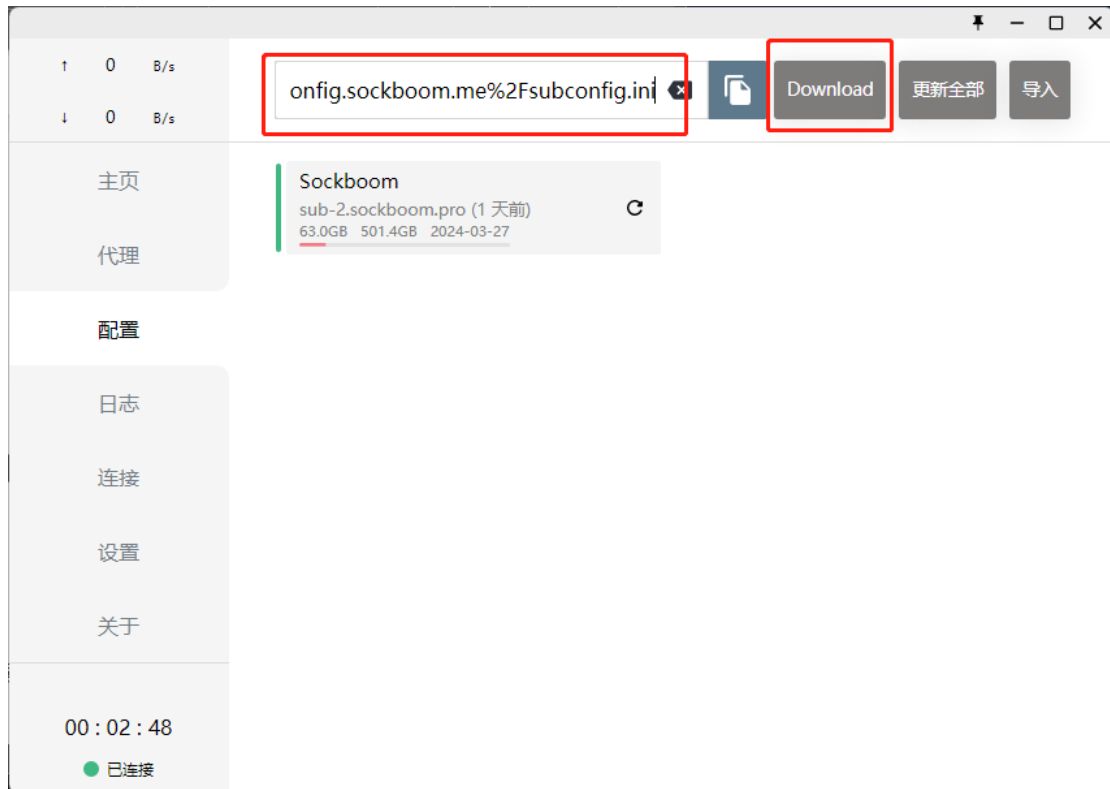 ↑ 0 B/s
↓ 0 B/s
onfig.sockboom.me%2Fsubconfig.ini
Download
更新全部
导入
主页
代理
配置
日志
连接
设置
关于
Sockboom
sub-2.sockboom.pro (1 天前)
63.0GB 501.4GB 2024-03-27
00 : 02 : 48
已连接